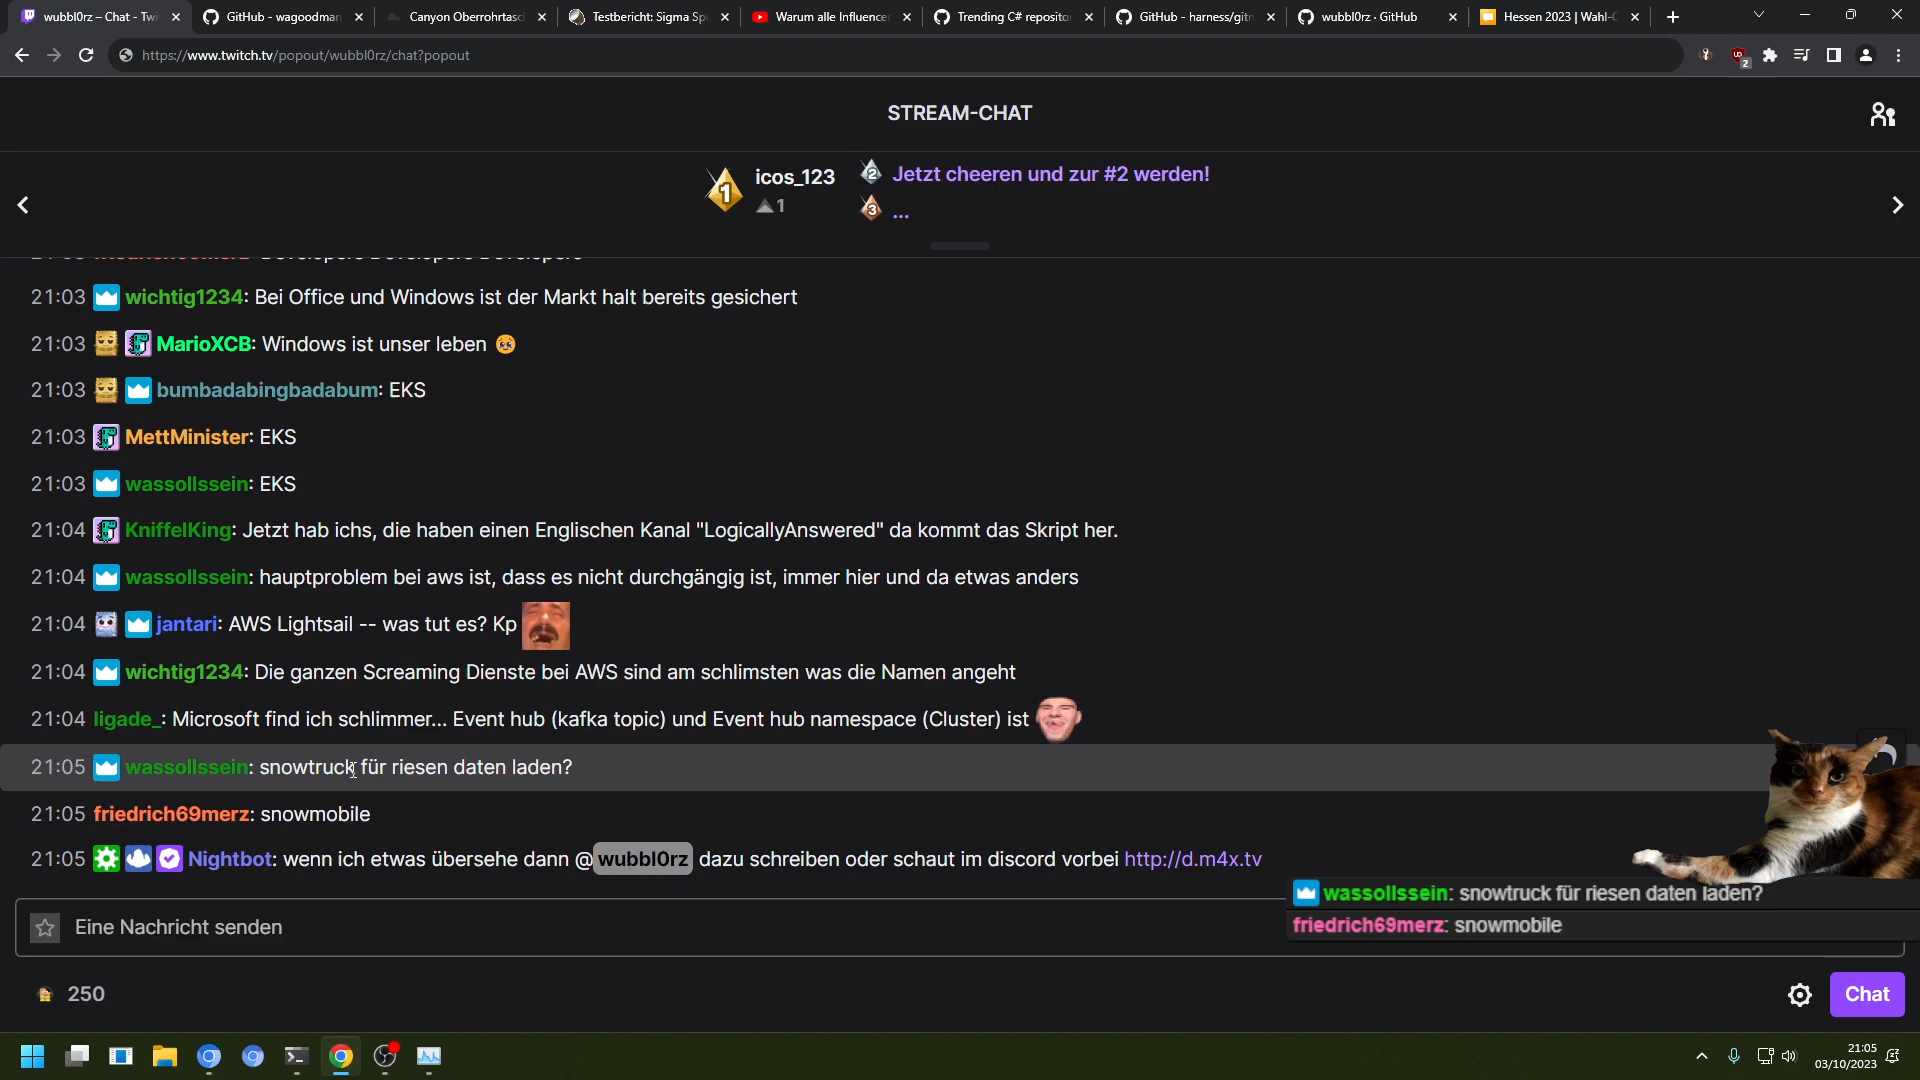 wubbl0rz – Chat - Tw
GitHub - wagoodman
Canyon Oberrohrtasc
Testbericht: Sigma Sp
Warum alle Influence
Trending C# reposito
GitHub - harness/git
wubbl0rz · GitHub
Hessen 2023 | Wahl-
https://www.twitch.tv/popout/wubbl0rz/chat?popout
2
STREAM-CHAT
1 icos_123
1
2 Jetzt cheeren und zur #2 werden!
3 ...
21:03 wichtig1234: Bei Office und Windows ist der Markt halt bereits gesichert
21:03 MarioXCB: Windows ist unser leben
21:03 bumbadabingbadabum: EKS
21:03 MettMinister: EKS
21:03 wassollssein: EKS
21:04 KniffelKing: Jetzt hab ichs, die haben einen Englischen Kanal "LogicallyAnswered" da kommt das Skript her.
21:04 wassollssein: hauptproblem bei aws ist, dass es nicht durchgängig ist, immer hier und da etwas anders
21:04 jantari: AWS Lightsail -- was tut es? Kp
21:04 wichtig1234: Die ganzen Screaming Dienste bei AWS sind am schlimsten was die Namen angeht
21:04 ligade_: Microsoft find ich schlimmer... Event hub (kafka topic) und Event hub namespace (Cluster) ist
21:05 wassollssein: snowtruck für riesen daten laden?
21:05 friedrich69merz: snowmobile
21:05 Nightbot: wenn ich etwas übersehe dann @wubbl0rz dazu schreiben oder schaut im discord vorbei http://d.m4x.tv
wassollssein: snowtruck für riesen daten laden?
friedrich69merz: snowmobile
Eine Nachricht senden
250
Chat
21:05
03/10/2023